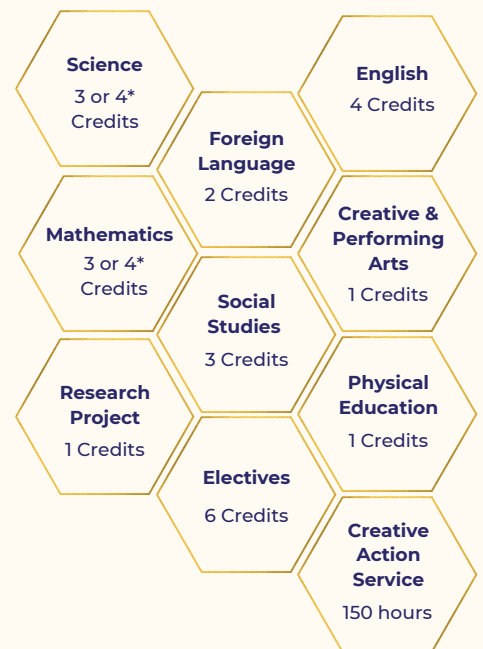 Science
3 or 4*
Credits
English
4 Credits
Foreign
Language
2 Credits
Mathematics
3 or 4*
Credits
Creative &
Performing
Arts
1 Credits
Social
Studies
3 Credits
Research
Project
1 Credits
Physical
Education
1 Credits
Electives
6 Credits
Creative
Action
Service
150 hours